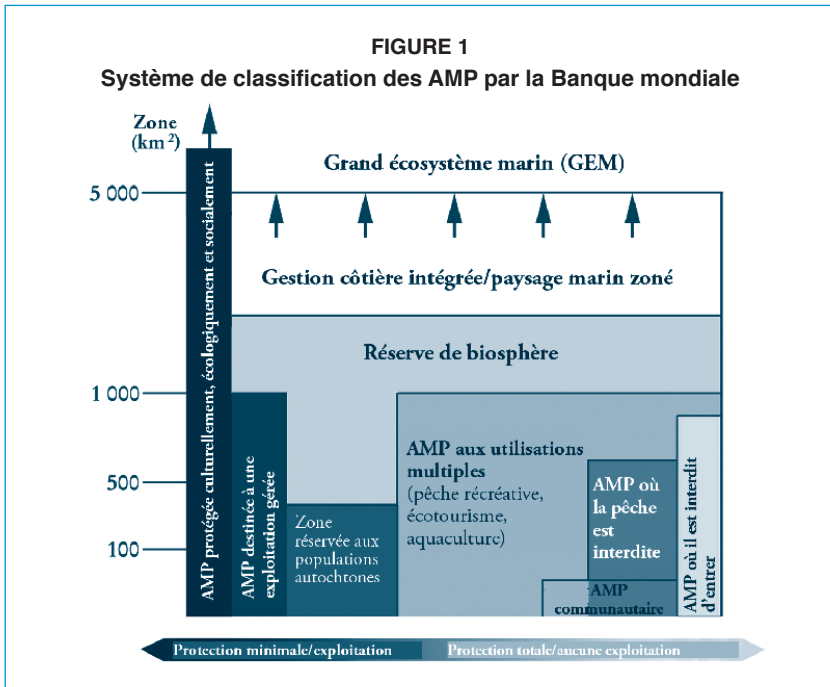 FIGURE 1
Système de classification des AMP par la Banque mondiale
Zone
(km²)
5 000
1 000
500
100
Grand écosystème marin (GEM)
Gestion côtière intégrée/paysage marin zoné
Réserve de biosphère
AMP protégée culturellement, écologiquement et socialement
AMP destinée à une
exploitation gérée
Zone
réservée aux
populations
autochtones
AMP aux utilisations
multiples
(pêche récréative,
écotourisme,
aquaculture)
AMP où
la pêche
est
interdite
AMP
communautaire
AMP où il est interdit
d'entrer
Protection minimale/exploitation
Protection totale/aucune exploitation